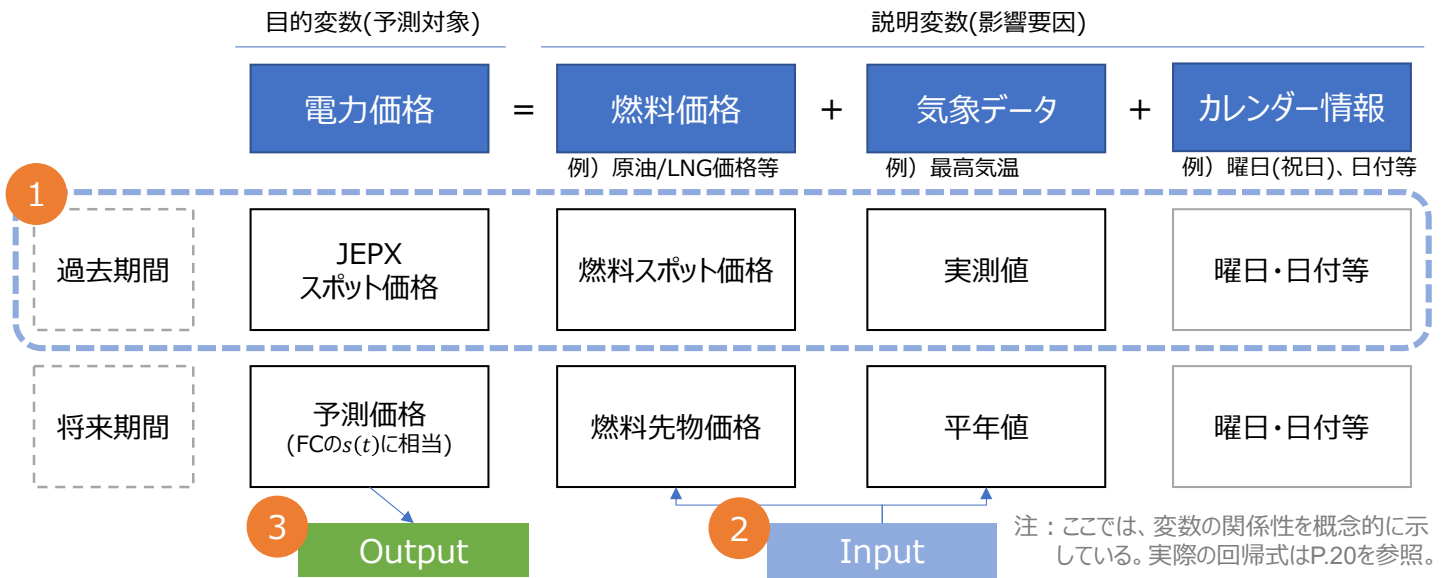 目的変数(予測対象)
説明変数(影響要因)
電力価格 = 燃料価格 + 気象データ + カレンダー情報
例）原油/LNG価格等
例）最高気温
例）曜日(祝日)、日付等
1
過去期間
JEPX
スポット価格
燃料スポット価格
実測値
曜日・日付等
将来期間
予測価格
(FCのs(t)に相当)
燃料先物価格
平年値
曜日・日付等
3
Output
2
Input
注：ここでは、変数の関係性を概念的に示
している。実際の回帰式はP.20を参照。